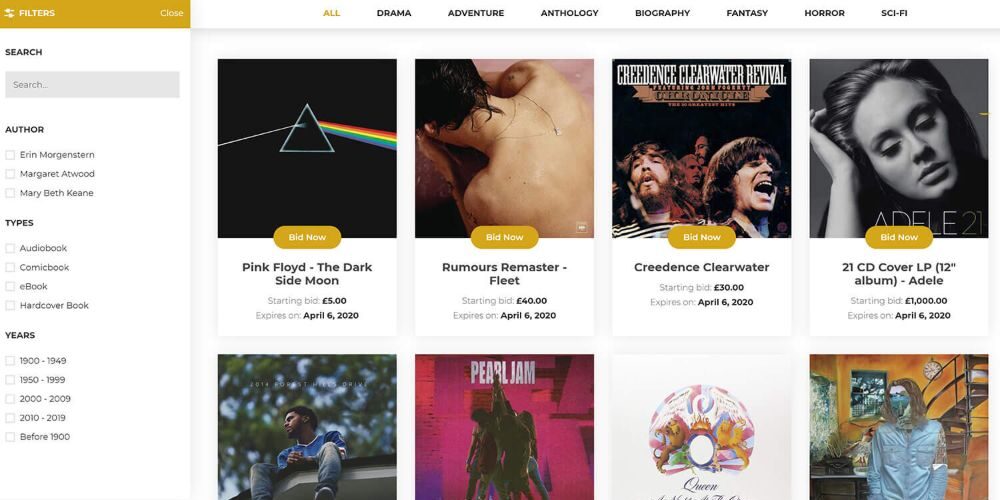 FILTERS
Close
SEARCH
Search...
AUTHOR
Erin Morgenstern
Margaret Atwood
Mary Beth Keane
TYPES
Audiobook
Comicbook
eBook
Hardcover Book
YEARS
1900 - 1949
1950 - 1999
2000 - 2009
2010 - 2019
Before 1900
ALL DRAMA ADVENTURE ANTHOLOGY BIOGRAPHY FANTASY HORROR SCI-FI
Bid Now
Pink Floyd - The Dark
Side Moon
Starting bid: £5.00
Expires on: April 6, 2020
Bid Now
Rumours Remaster -
Fleet
Starting bid: £40.00
Expires on: April 6, 2020
CREEDENCE CLEARWATER REVIVAL
FEATURING JOHN FOGERTY
CHRONICLE
THE 20 GREATEST HITS
Bid Now
Creedence Clearwater
Starting bid: £30.00
Expires on: April 6, 2020
ADELE 21
Bid Now
21 CD Cover LP (12"
album) - Adele
Starting bid: £1,000.00
Expires on: April 6, 2020
2014 FOREST HILLS DRIVE
PEARL JAM
Queen